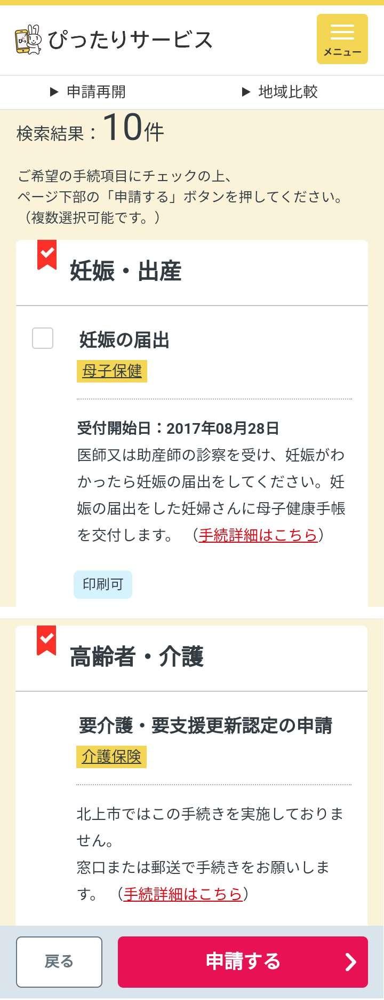 ぴったりサービス
メニュー
▶ 申請再開
▶ 地域比較
検索結果：10件
ご希望の手続項目にチェックの上、
ページ下部の「申請する」ボタンを押してください。
（複数選択可能です。）
妊娠・出産
妊娠の届出
母子保健
受付開始日：2017年08月28日
医師又は助産師の診察を受け、妊娠がわ
かったら妊娠の届出をしてください。妊
娠の届出をした妊婦さんに母子健康手帳
を交付します。 （手続詳細はこちら）
印刷可
高齢者・介護
要介護・要支援更新認定の申請
介護保険
北上市ではこの手続きを実施しておりま
せん。
窓口または郵送で手続きをお願いしま
す。 （手続詳細はこちら）
戻る
申請する